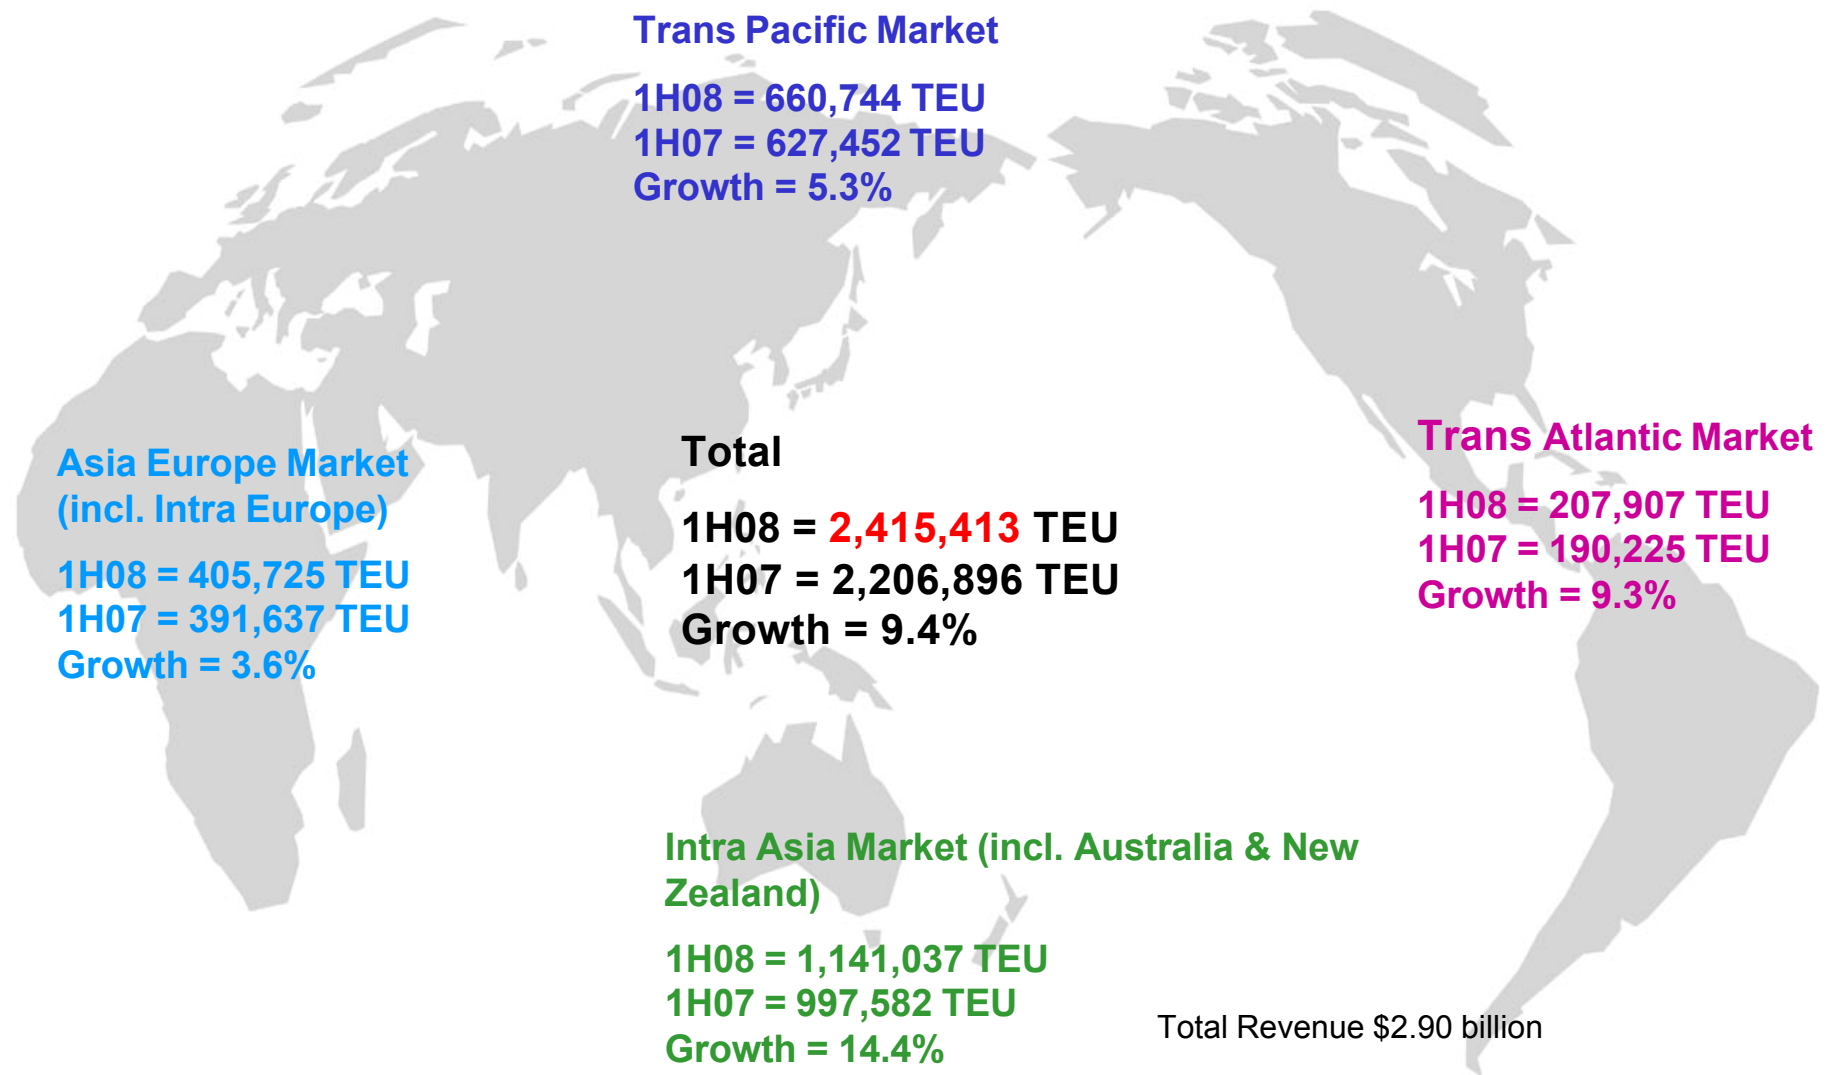 Trans Pacific Market
1H08 = 660,744 TEU
1H07 = 627,452 TEU
Growth = 5.3%
Asia Europe Market
(incl. Intra Europe)
1H08 = 405,725 TEU
1H07 = 391,637 TEU
Growth = 3.6%
Total
1H08 = 2,415,413 TEU
1H07 = 2,206,896 TEU
Growth = 9.4%
Trans Atlantic Market
1H08 = 207,907 TEU
1H07 = 190,225 TEU
Growth = 9.3%
Intra Asia Market (incl. Australia & New
Zealand)
1H08 = 1,141,037 TEU
1H07 = 997,582 TEU
Growth = 14.4%
Total Revenue $2.90 billion